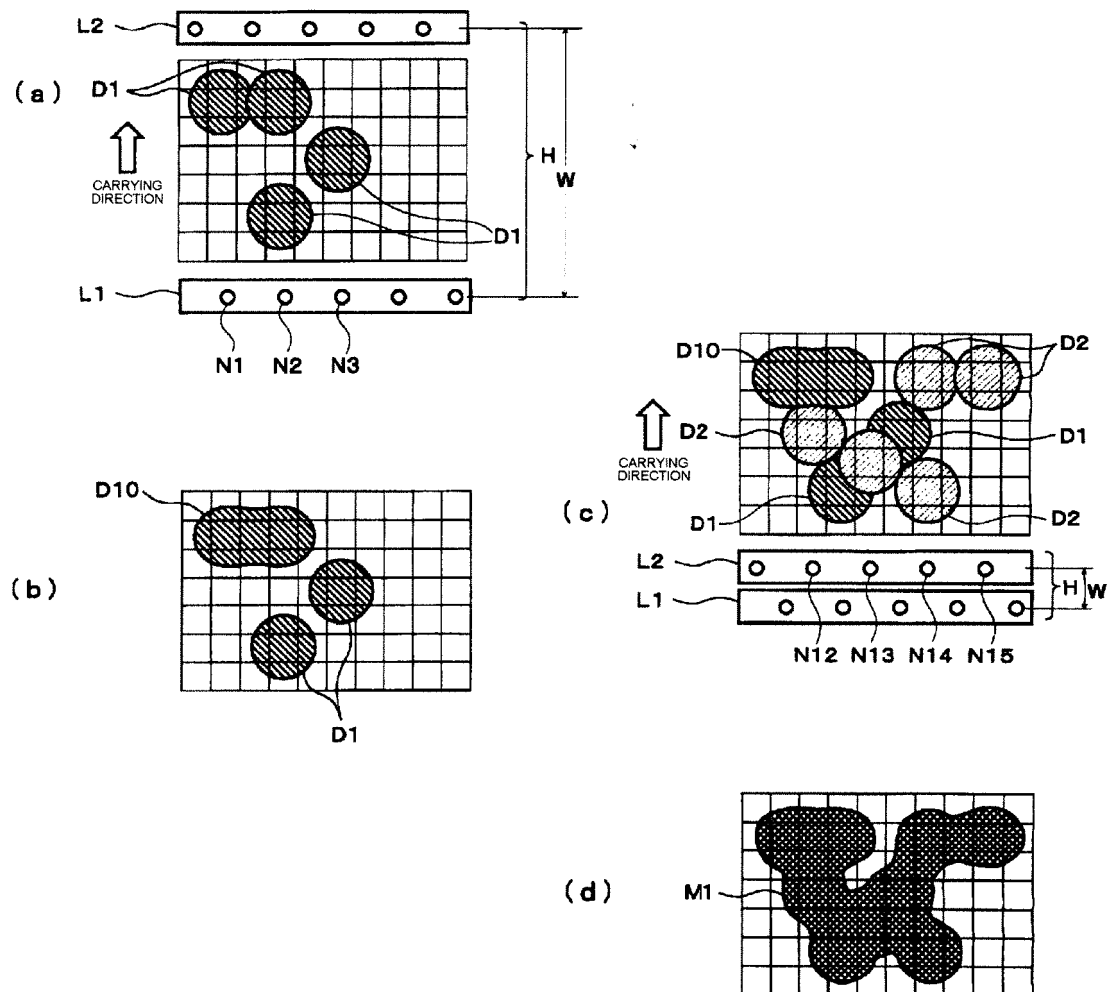 L2
(a)
D1
CARRYING
DIRECTION
H
W
D1
L1
N1 N2 N3
D10
(b)
D1
D10
D2
D2
D1
CARRYING
DIRECTION
(c)
D1
D2
L2
H
W
L1
N12 N13 N14 N15
(d)
M1